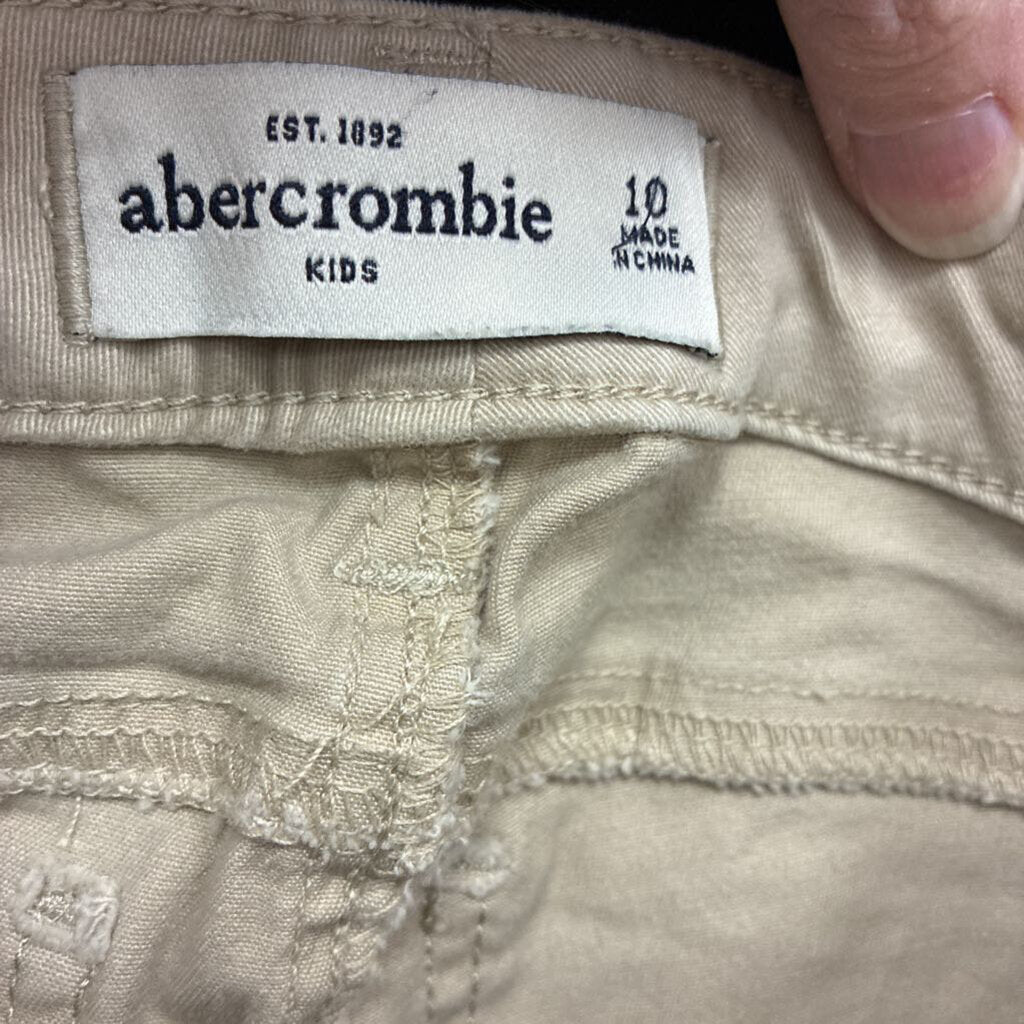 EST. 1892
abercrombie
KIDS
10
MADE
IN CHINA